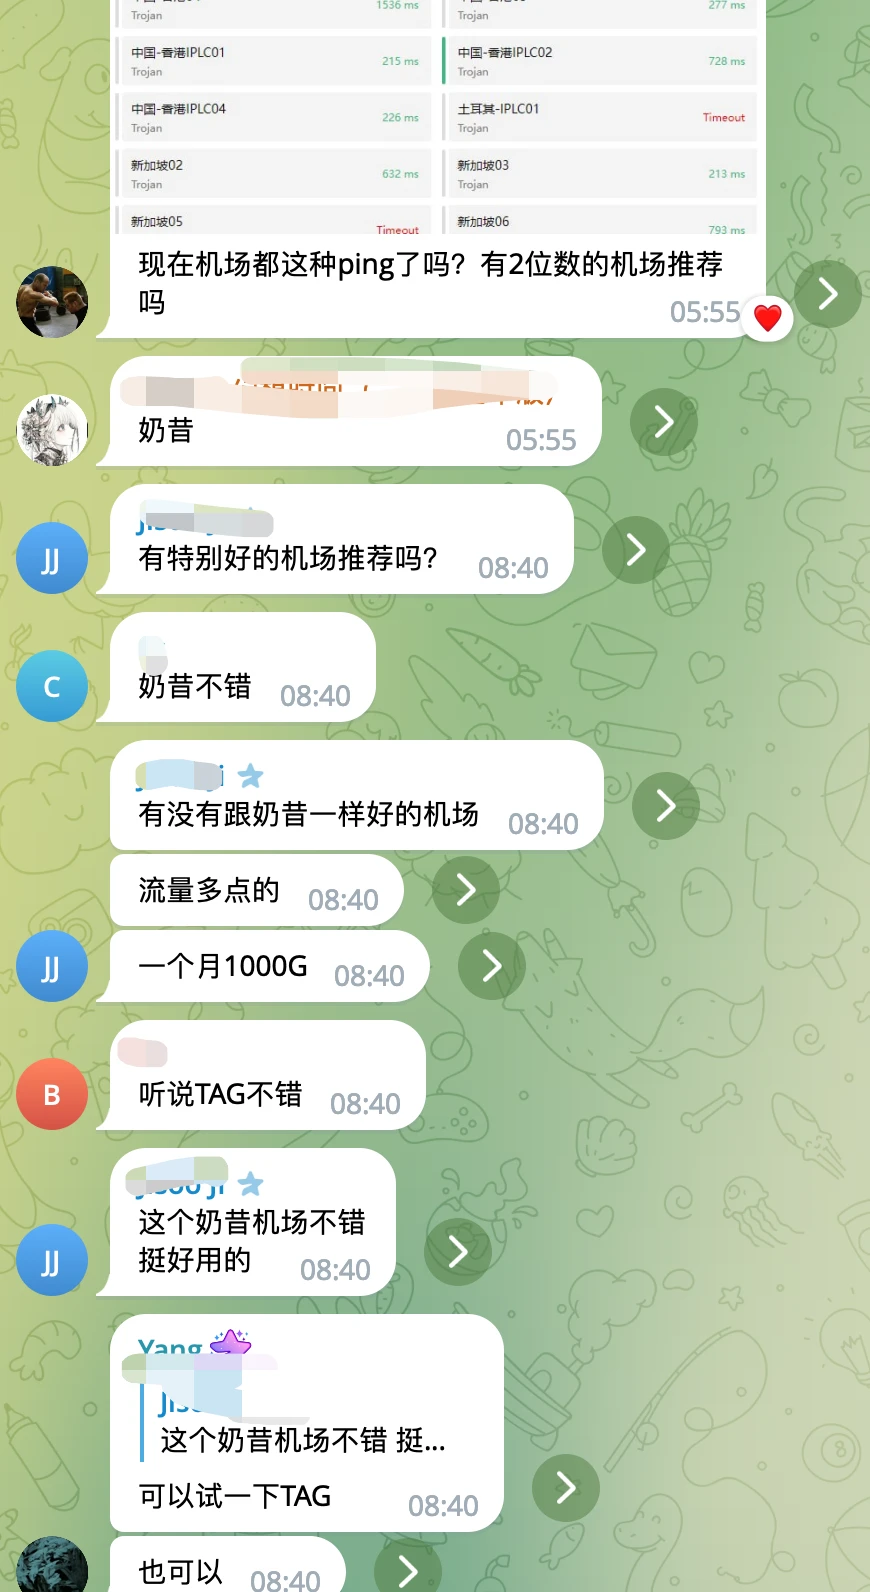 1536 ms
277 ms
Trojan
Trojan
中国-香港IPLC01
215 ms
Trojan
中国-香港IPLC02
728 ms
Trojan
中国-香港IPLC04
226 ms
Trojan
土耳其-IPLC01
Timeout
Trojan
新加坡02
632 ms
Trojan
新加坡03
213 ms
Trojan
新加坡05
Timeout
新加坡06
793 ms
现在机场都这种ping了吗？有2位数的机场推荐
吗
05:55
奶昔
05:55
JJ
有特别好的机场推荐吗?
08:40
C
奶昔不错
08:40
有没有跟奶昔一样好的机场
08:40
流量多点的
08:40
JJ
一个月1000G
08:40
B
听说TAG不错
08:40
JJ
这个奶昔机场不错
挺好用的
08:40
Yang
这个奶昔机场不错 挺...
可以试一下TAG
08:40
也可以
08:40